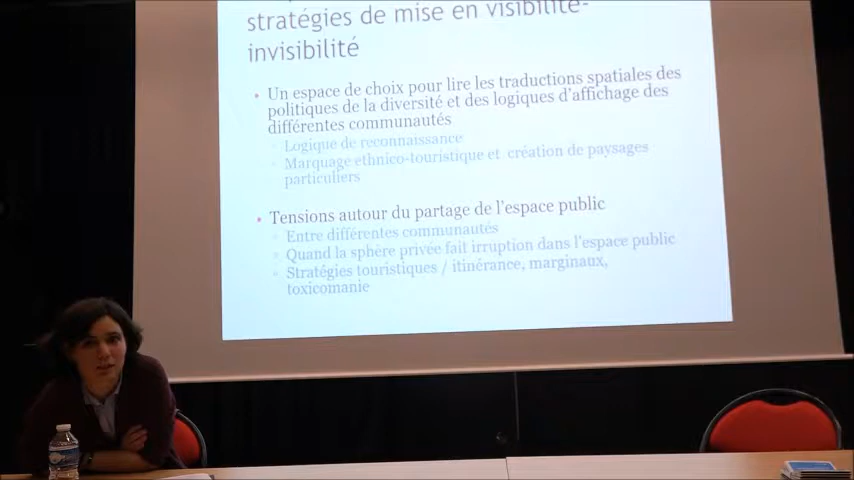 stratégies de mise en visibilité-
invisibilité
• Un espace de choix pour lire les traductions spatiales des
politiques de la diversité et des logiques d'affichage des
différentes communautés
Logique de reconnaissance
Marquage ethnico-touristique et création de paysages
particuliers
• Tensions autour du partage de l'espace public
Entre différentes communautés
Quand la sphère privée fait irruption dans l'espace public
Stratégies touristiques / itinérance, marginaux,
toxicomanie